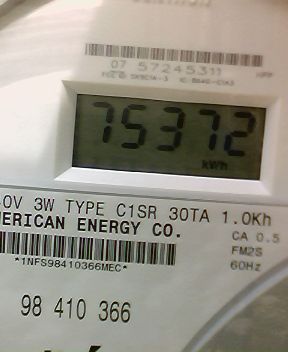 07 57245311
75372
kWh
0V 3W TYPE C1SR 30TA 1.0Kh
MERICAN ENERGY CO.
CA 0.5
FM2S
60Hz
*1NFS98410366MEC*
98 410 366